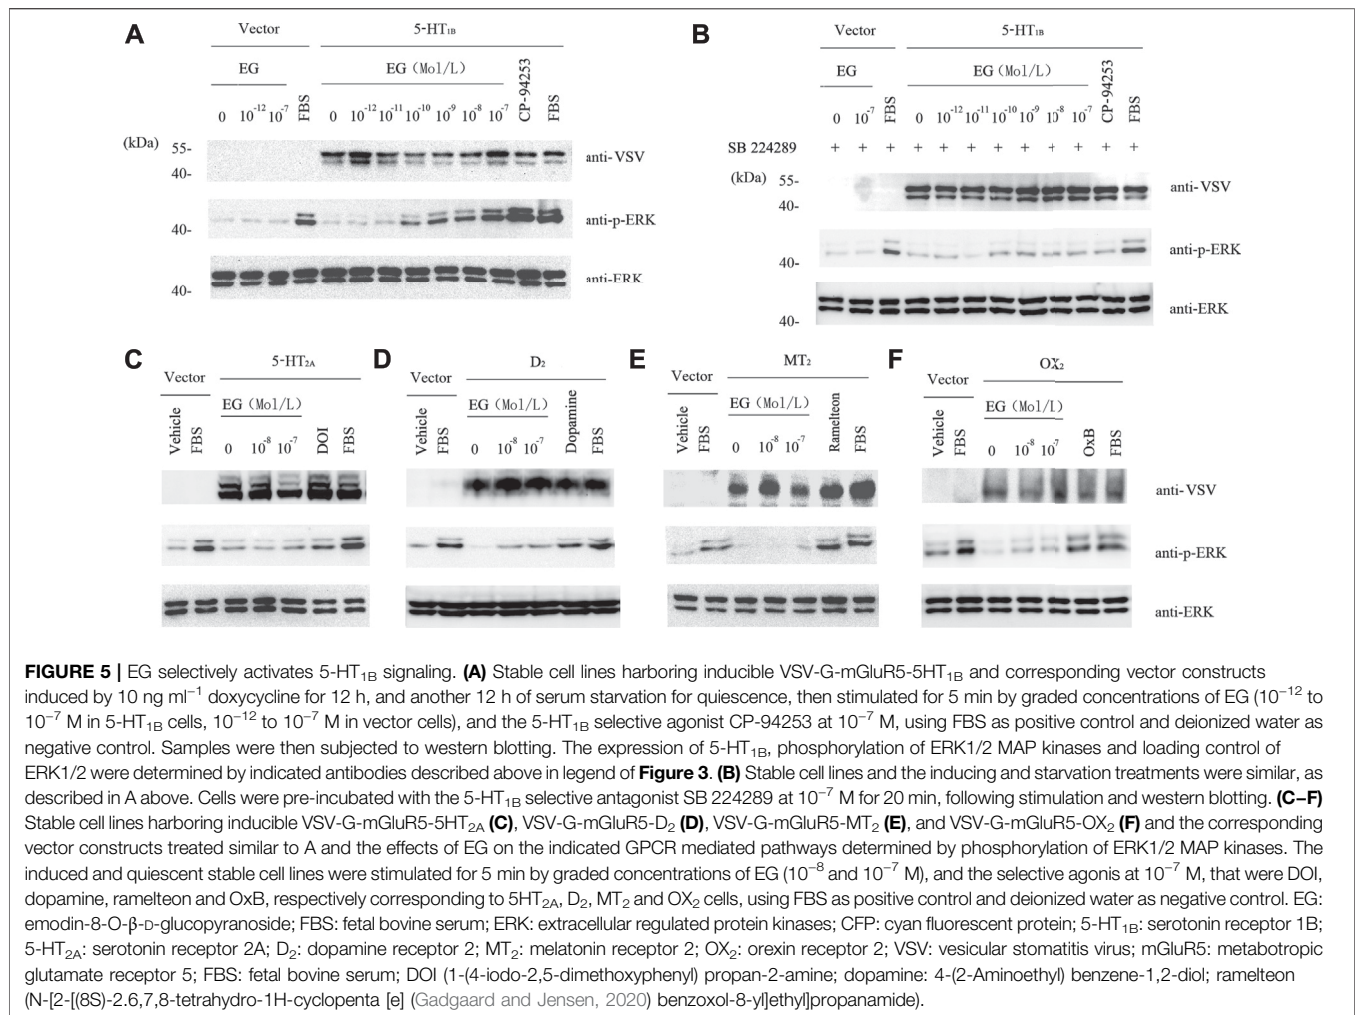 A
Vector 5-HT1B
EG EG (Mol/L) CP-94253 FBS
0 10-12 10-7 FBS 0 10-12 10-11 10-10 10-9 10-8 10-7
(kDa) 55-
40-
anti-VSV
anti-p-ERK
40-
anti-ERK
40-
B
Vector 5-HT1B
EG EG (Mol/L) CP-94253 FBS
0 10-7 FBS 0 10-12 10-11 10-10 10-9 10-8 10-7
SB 224289 + + + + + + + + + + + +
(kDa) 55-
40-
anti-VSV
anti-p-ERK
40-
anti-ERK
40-
C
Vector 5-HT2A
EG (Mol/L)
Vehicle FBS 0 10-8 10-7 DOI FBS
D
Vector D2
EG (Mol/L)
Vehicle FBS 0 10-8 10-7 Dopamine FBS
E
Vector MT2
EG (Mol/L)
Vehicle FBS 0 10-8 10-7 Ramelteon FBS
F
Vector OX2
EG (Mol/L)
Vehicle FBS 0 10-8 10-7 OxB FBS
anti-VSV
anti-p-ERK
anti-ERK
FIGURE 5 | EG selectively activates 5-HT1B signaling. (A) Stable cell lines harboring inducible VSV-G-mGluR5-5HT1B and corresponding vector constructs
induced by 10 ng ml−1 doxycycline for 12 h, and another 12 h of serum starvation for quiescence, then stimulated for 5 min by graded concentrations of EG (10−12 to
10−7 M in 5-HT1B cells, 10−12 to 10−7 M in vector cells), and the 5-HT1B selective agonist CP-94253 at 10−7 M, using FBS as positive control and deionized water as
negative control. Samples were then subjected to western blotting. The expression of 5-HT1B, phosphorylation of ERK1/2 MAP kinases and loading control of
ERK1/2 were determined by indicated antibodies described above in legend of Figure 3. (B) Stable cell lines and the inducing and starvation treatments were similar, as
described in A above. Cells were pre-incubated with the 5-HT1B selective antagonist SB 224289 at 10−7 M for 20 min, following stimulation and western blotting. (C–F)
Stable cell lines harboring inducible VSV-G-mGluR5-5HT2A (C), VSV-G-mGluR5-D2 (D), VSV-G-mGluR5-MT2 (E), and VSV-G-mGluR5-OX2 (F) and the corresponding
vector constructs treated similar to A and the effects of EG on the indicated GPCR mediated pathways determined by phosphorylation of ERK1/2 MAP kinases. The
induced and quiescent stable cell lines were stimulated for 5 min by graded concentrations of EG (10−8 and 10−7 M), and the selective agonis at 10−7 M, that were DOI,
dopamine, ramelteon and OxB, respectively corresponding to 5HT2A, D2, MT2 and OX2 cells, using FBS as positive control and deionized water as negative control. EG:
emodin-8-O-β-D-glucopyranoside; FBS: fetal bovine serum; ERK: extracellular regulated protein kinases; CFP: cyan fluorescent protein; 5-HT1B: serotonin receptor 1B;
5-HT2A: serotonin receptor 2A; D2: dopamine receptor 2; MT2: melatonin receptor 2; OX2: orexin receptor 2; VSV: vesicular stomatitis virus; mGluR5: metabotropic
glutamate receptor 5; FBS: fetal bovine serum; DOI (1-(4-iodo-2,5-dimethoxyphenyl) propan-2-amine; dopamine: 4-(2-Aminoethyl) benzene-1,2-diol; ramelteon
(N-[2-[(8S)-2.6,7,8-tetrahydro-1H-cyclopenta [e] (Gadgaard and Jensen, 2020) benzoxol-8-yl]ethyl]propanamide).